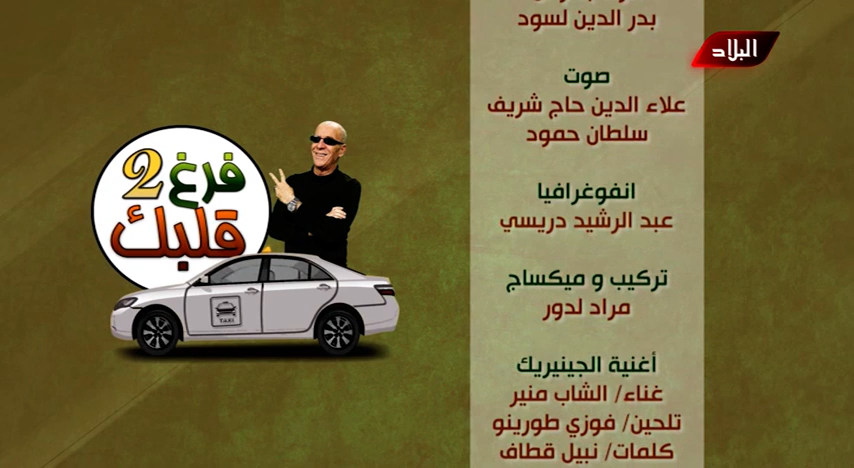 البلاد
فرغ 2
قلبك
TAXI
بدر الدين لسود
صوت
علاء الدين حاج شريف
سلطان حمود
انفوغرافيا
عبد الرشيد دريسي
تركيب و ميكساج
مراد لدور
أغنية الجينيريك
غناء/ الشاب منير
تلحين/ فوزي طورينو
كلمات/ نبيل قطاف